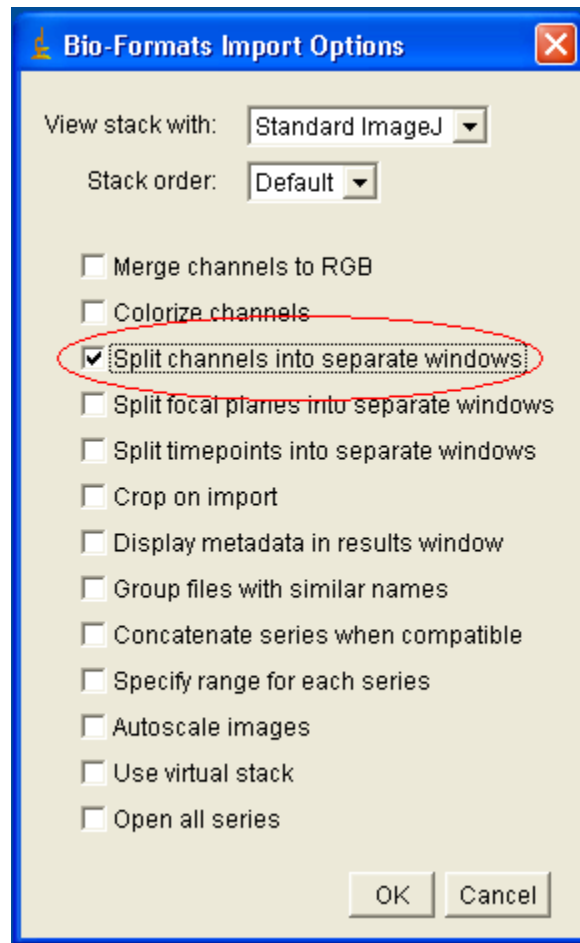 Bio-Formats Import Options
View stack with: Standard ImageJ
Stack order: Default
Merge channels to RGB
Colorize channels
Split channels into separate windows
Split focal planes into separate windows
Split timepoints into separate windows
Crop on import
Display metadata in results window
Group files with similar names
Concatenate series when compatible
Specify range for each series
Autoscale images
Use virtual stack
Open all series
OK Cancel